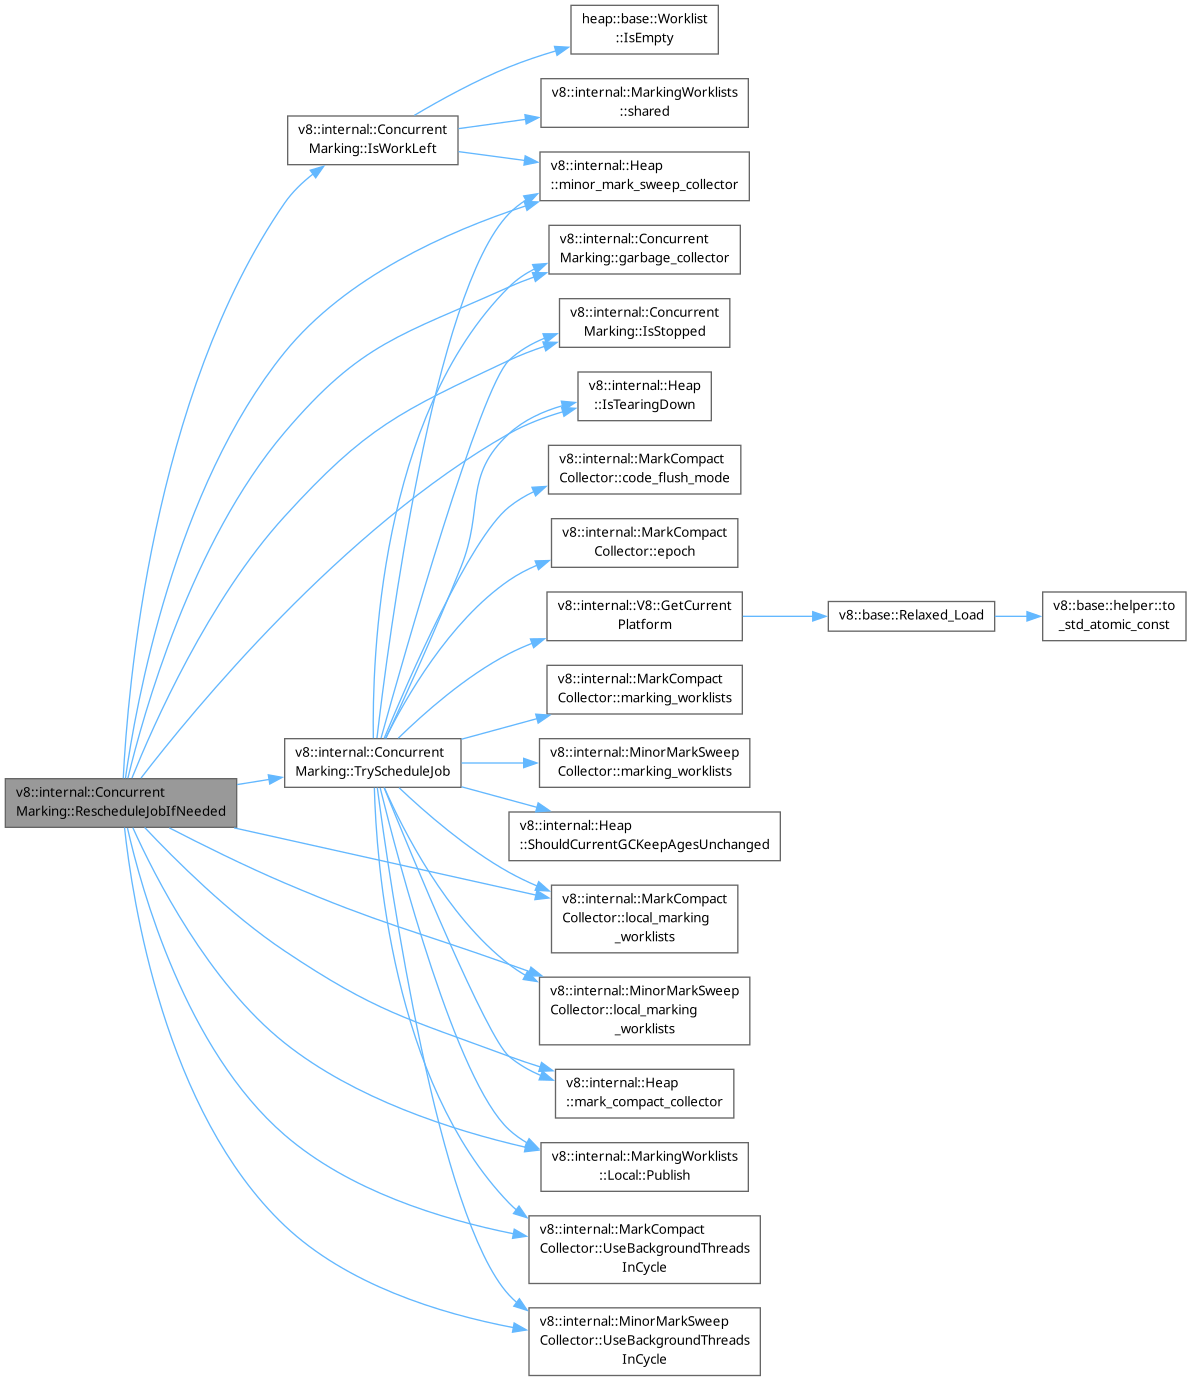 heap::base::Worklist
::IsEmpty
v8::internal::MarkingWorklists
::shared
v8::internal::Concurrent
Marking::IsWorkLeft
v8::internal::Heap
::minor_mark_sweep_collector
v8::internal::Concurrent
Marking::garbage_collector
v8::internal::Concurrent
Marking::IsStopped
v8::internal::Heap
::IsTearingDown
v8::internal::MarkCompact
Collector::code_flush_mode
v8::internal::MarkCompact
Collector::epoch
v8::internal::V8::GetCurrent
Platform
v8::base::Relaxed_Load
v8::base::helper::to
_std_atomic_const
v8::internal::MarkCompact
Collector::marking_worklists
v8::internal::Concurrent
Marking::TryScheduleJob
v8::internal::MinorMarkSweep
Collector::marking_worklists
v8::internal::Concurrent
Marking::RescheduleJobIfNeeded
v8::internal::Heap
::ShouldCurrentGCKeepAgesUnchanged
v8::internal::MarkCompact
Collector::local_marking
_worklists
v8::internal::MinorMarkSweep
Collector::local_marking
_worklists
v8::internal::Heap
::mark_compact_collector
v8::internal::MarkingWorklists
::Local::Publish
v8::internal::MarkCompact
Collector::UseBackgroundThreads
InCycle
v8::internal::MinorMarkSweep
Collector::UseBackgroundThreads
InCycle